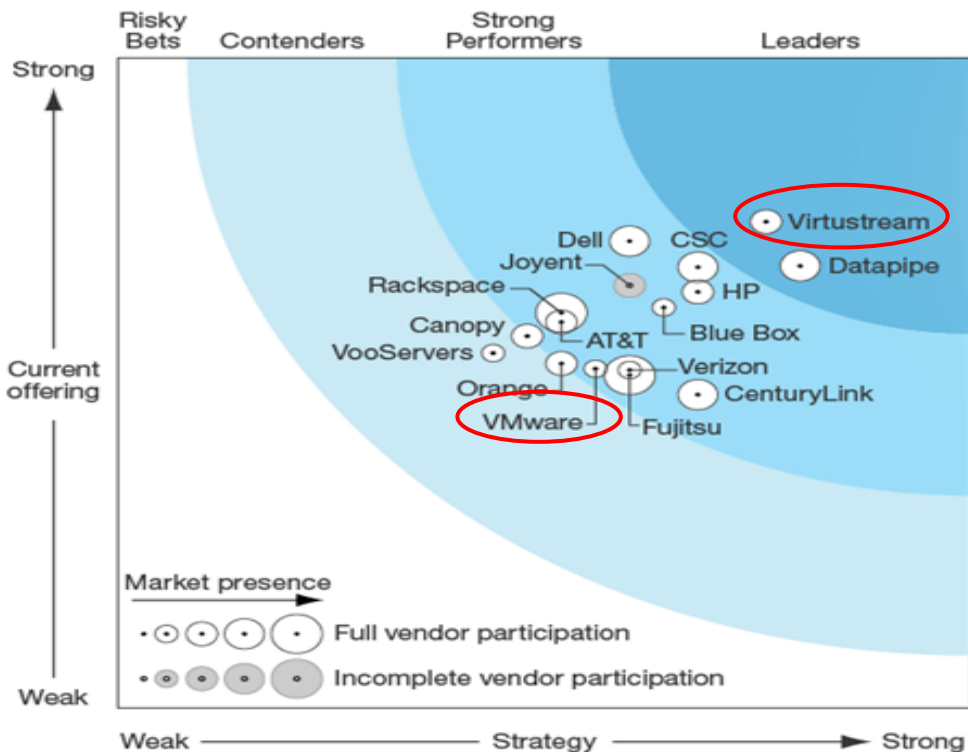 Risky
Bets
Contenders
Strong
Performers
Leaders
Strong
Current
offering
Weak
Virtustream
Dell
CSC
Joyent
Datapipe
Rackspace
HP
Canopy
AT&T
Blue Box
VooServers
Verizon
Orange
CenturyLink
VMware
Fujitsu
Market presence
Full vendor participation
Incomplete vendor participation
Weak
Strategy
Strong